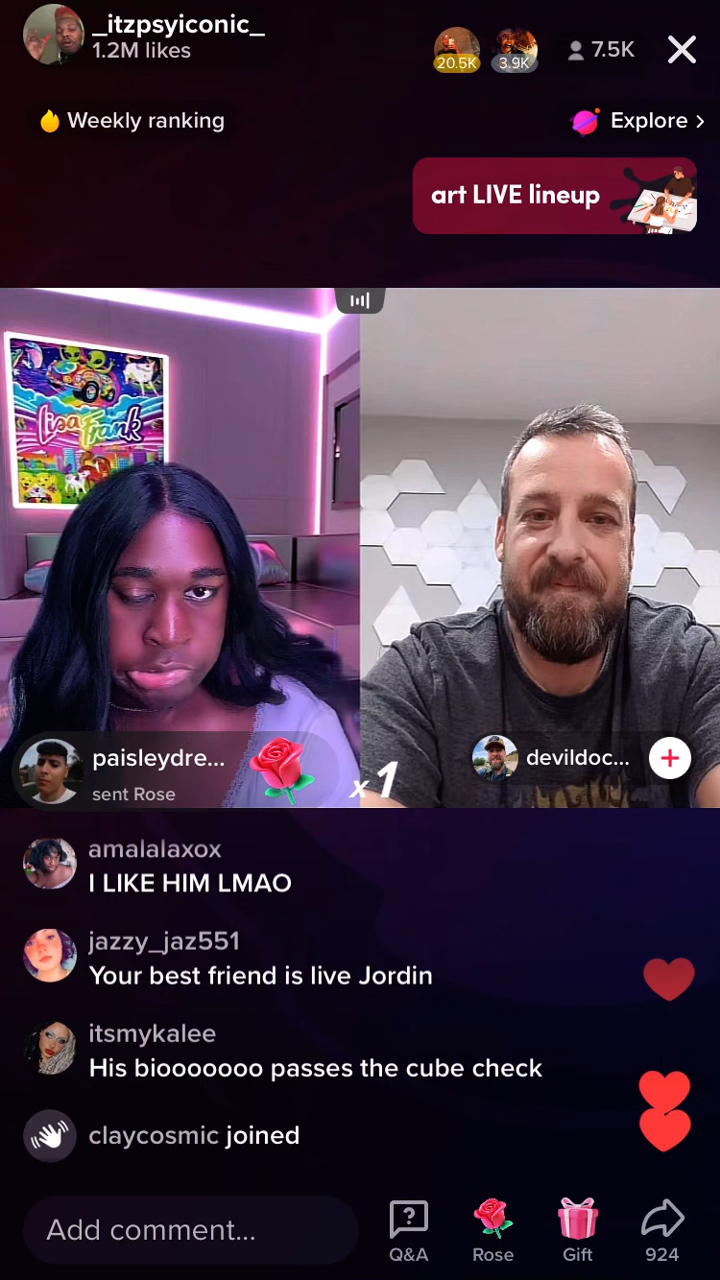 _itzpsyiconic_
1.2M likes
20.5K
3.9K
7.5K
Weekly ranking
Explore
art LIVE lineup
Lisa
Frank
paisleydre...
sent Rose
x1
devildoc...
amalalaxox
I LIKE HIM LMAO
jazzy_jaz551
Your best friend is live Jordin
itsmykalee
His biooooooo passes the cube check
claycosmic joined
Add comment...
Q&A
Rose
Gift
924